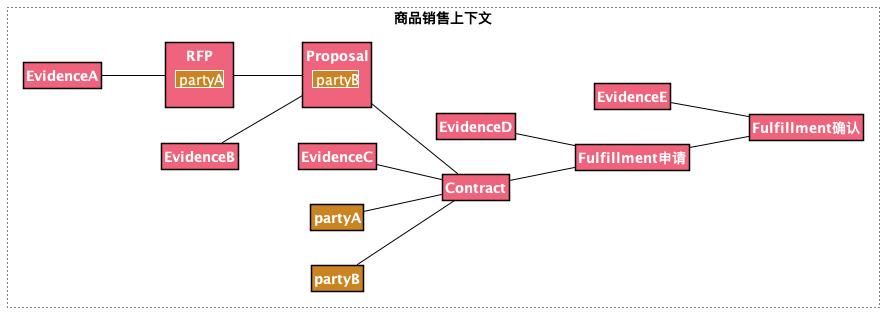 商品销售上下文
RFP
partyA
Proposal
partyB
EvidenceA
EvidenceB
EvidenceC
EvidenceD
EvidenceE
Fulfillment确认
Fulfillment申请
Contract
partyA
partyB